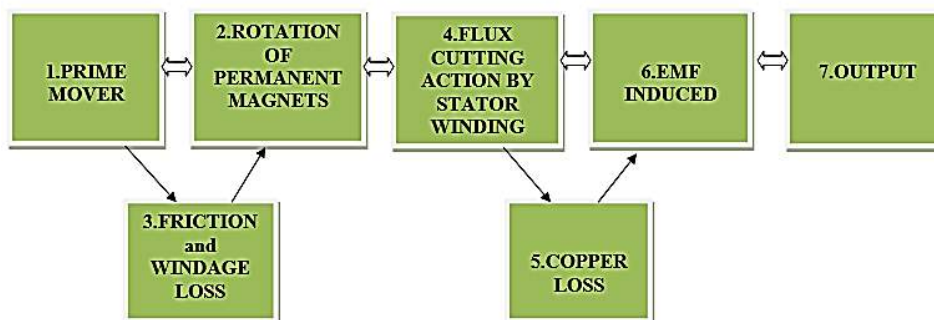 1.PRIME
MOVER
2.ROTATION
OF
PERMANENT
MAGNETS
3.FRICTION
and
WINDAGE
LOSS
4.FLUX
CUTTING
ACTION BY
STATOR
WINDING
5.COPPER
LOSS
6.EMF
INDUCED
7.OUTPUT